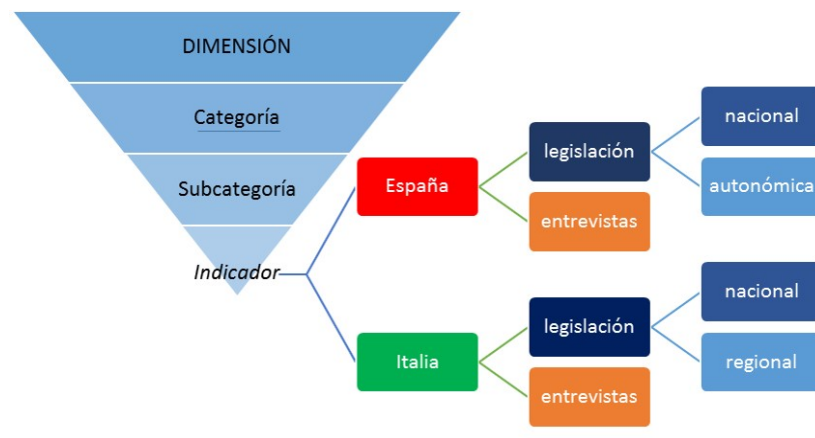 DIMENSIÓN
Categoría
Subcategoría
Indicador
España
legislación
nacional
autonómica
entrevistas
Italia
legislación
nacional
regional
entrevistas